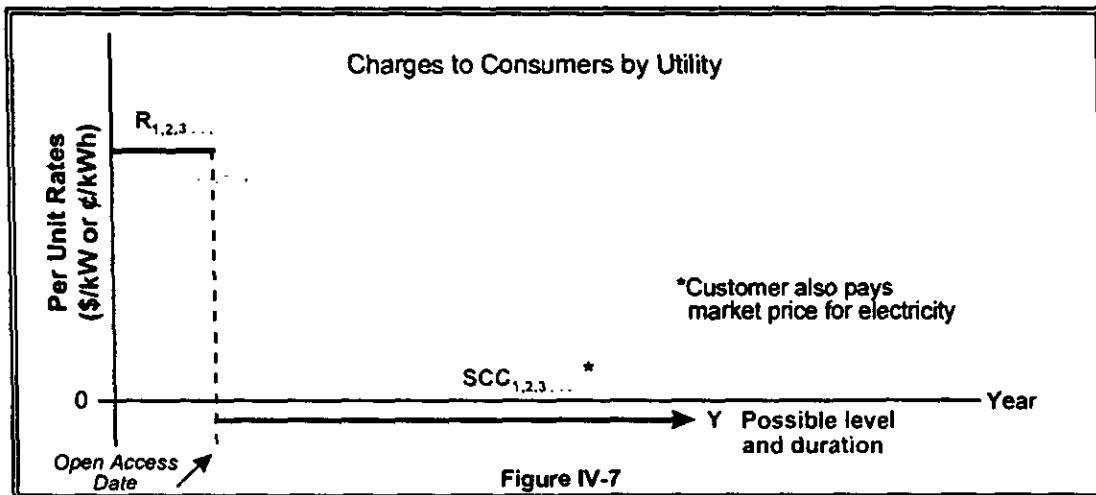 Charges to Consumers by Utility
Per Unit Rates
($/kW or ¢/kWh)
R1,2,3...
*Customer also pays
market price for electricity
SCC1,2,3... *
0
Year
Y Possible level
and duration
Open Access
Date
Figure IV-7